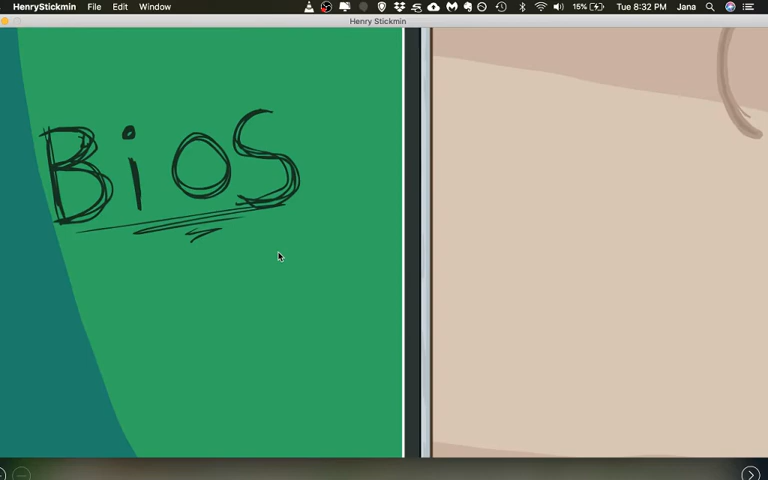 HenryStickmin File Edit Window 15% Tue 8:32 PM Jana
Henry Stickmin
BioS